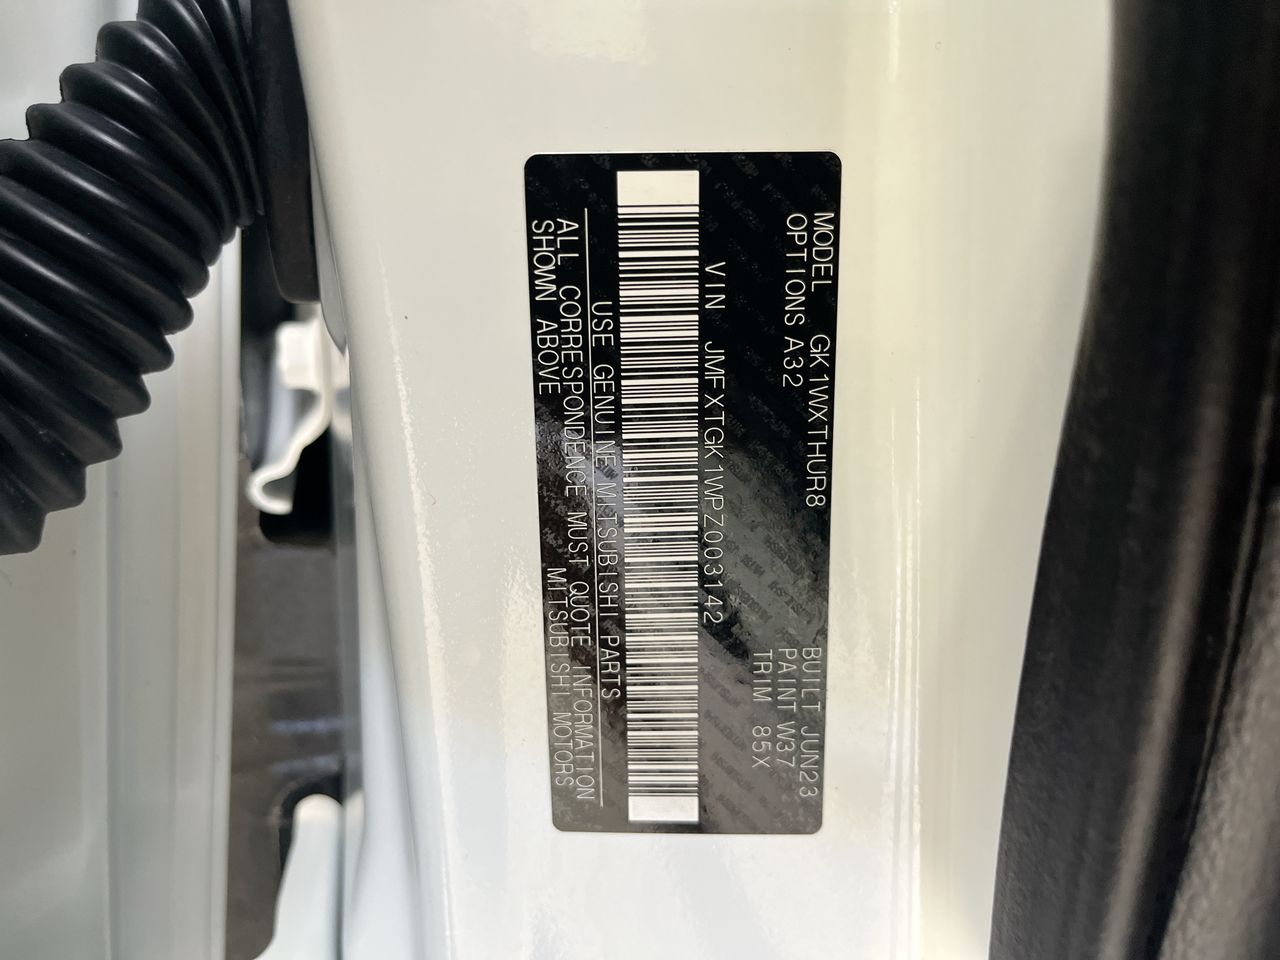 MODEL GK1WXTHUR8
OPTIONS A32
BUILT JUN23
PAINT W37
TRIM 85X
VIN JMFXTGK1WPZ003142
USE GENUINE MITSUBISHI PARTS
ALL CORRESPONDENCE MUST QUOTE INFORMATION
SHOWN ABOVE
MITSUBISHI MOTORS